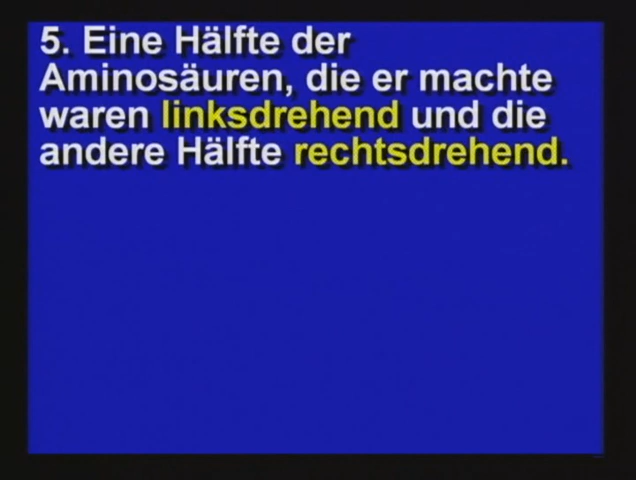 5. Eine Hälfte der
Aminosäuren, die er machte
waren linksdrehend und die
andere Hälfte rechtsdrehend.